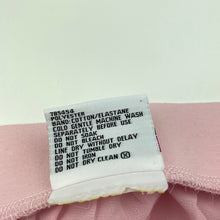 785454
POLYESTER
BAND:COTTON/ELASTANE
COLD GENTLE MACHINE WASH
SEPARATELY BEFORE USE
DO NOT SOAK
DO NOT BLEACH
LINE DRY WITHOUT DELAY
DO NOT TUMBLE DRY
DO NOT IRON
DO NOT DRY CLEAN